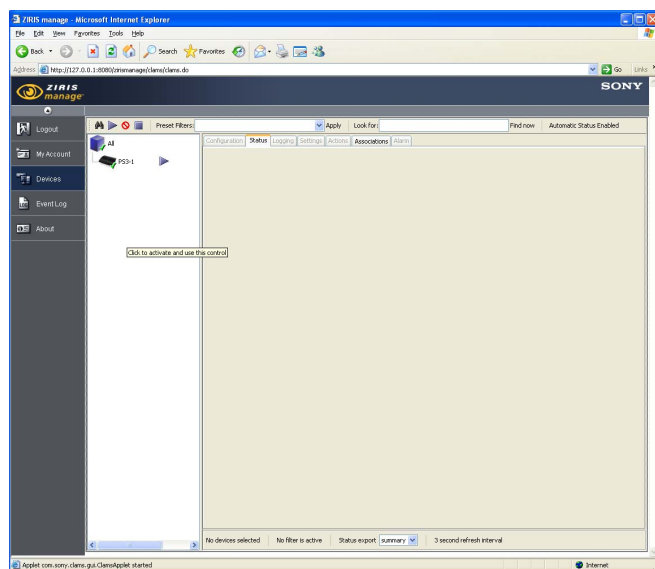 ZIRIS manage - Microsoft Internet Explorer
File Edit View Favorites Tools Help
Back Search Favorites
Address http://127.0.0.1:8080/zirismanage/clams/clams.do Go Links
ZIRIS manage SONY
Logout
My Account
Devices
Event Log
About
Preset Filters: Apply Look for: Find now Automatic Status Enabled
All
PS3-1
Configuration Status Logging Settings Actions Associations Alarm
Click to activate and use this control
No devices selected No filter is active Status export summary 3 second refresh interval
Applet com.sony.clams.gui.ClamsApplet started Internet